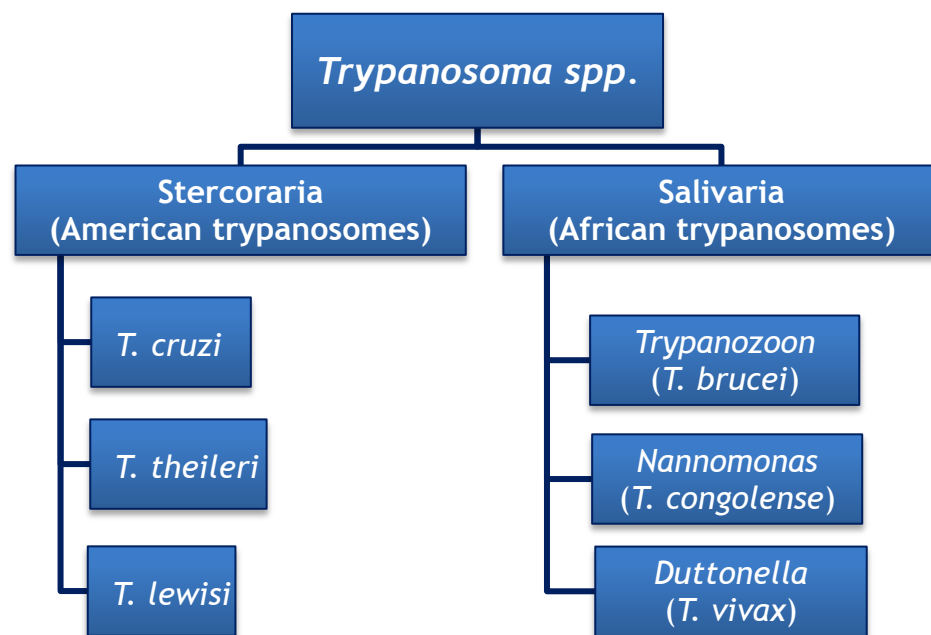 Trypanosoma spp.
Stercoraria
(American trypanosomes)
T. cruzi
T. theileri
T. lewisi
Salivaria
(African trypanosomes)
Trypanozoon
(T. brucei)
Nannomonas
(T. congolense)
Duttonella
(T. vivax)